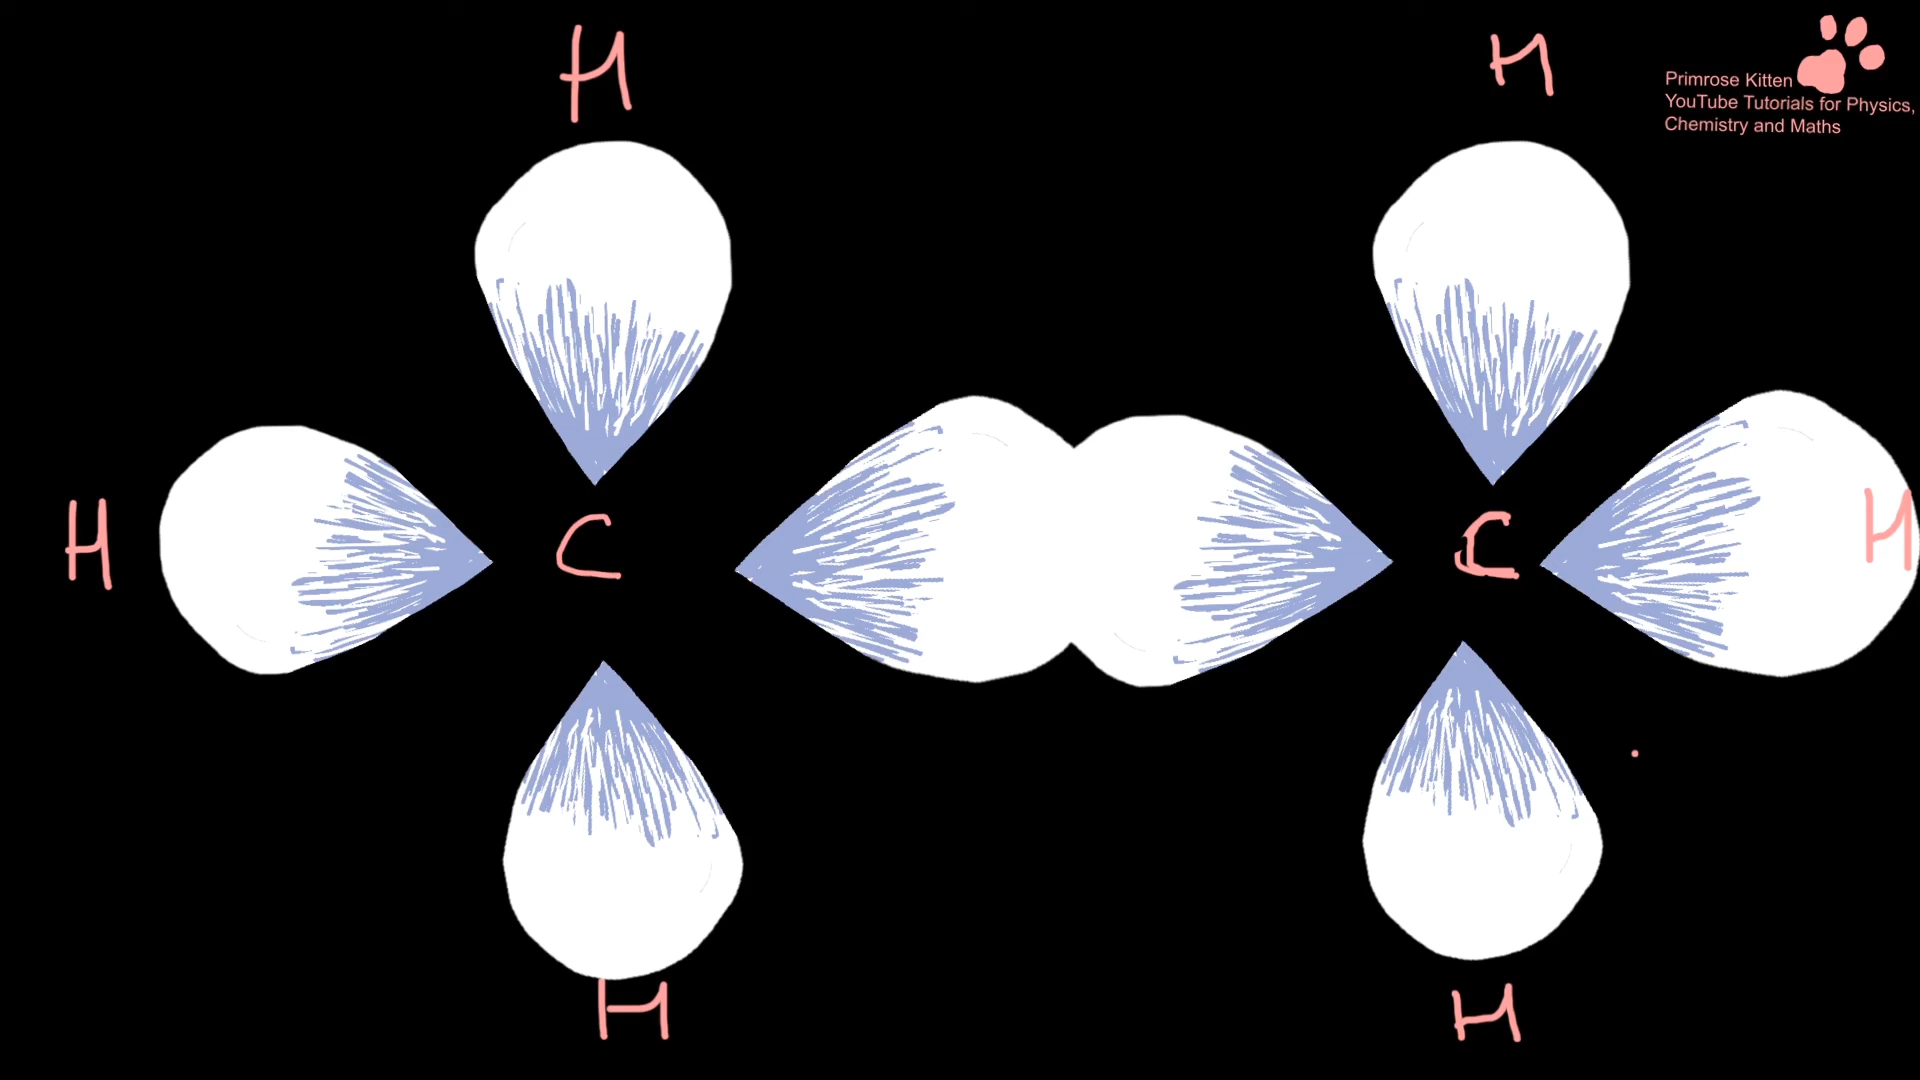 H
H
Primrose Kitten
YouTube Tutorials for Physics,
Chemistry and Maths
H
C
C
H
H
H